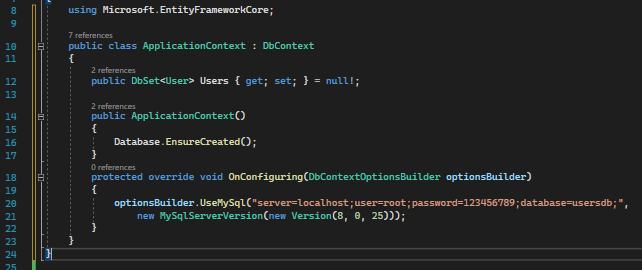 8 using Microsoft.EntityFrameworkCore;
9
7 references
10 public class ApplicationContext : DbContext
11 {
2 references
12 public DbSet<User> Users { get; set; } = null!;
13
2 references
14 public ApplicationContext()
15 {
16 Database.EnsureCreated();
17 }
0 references
18 protected override void OnConfiguring(DbContextOptionsBuilder optionsBuilder)
19 {
20 optionsBuilder.UseMySql("server=localhost;user=root;password=123456789;database=usersdb;",
21 new MySqlServerVersion(new Version(8, 0, 25)));
22 }
23 }
24 }
25